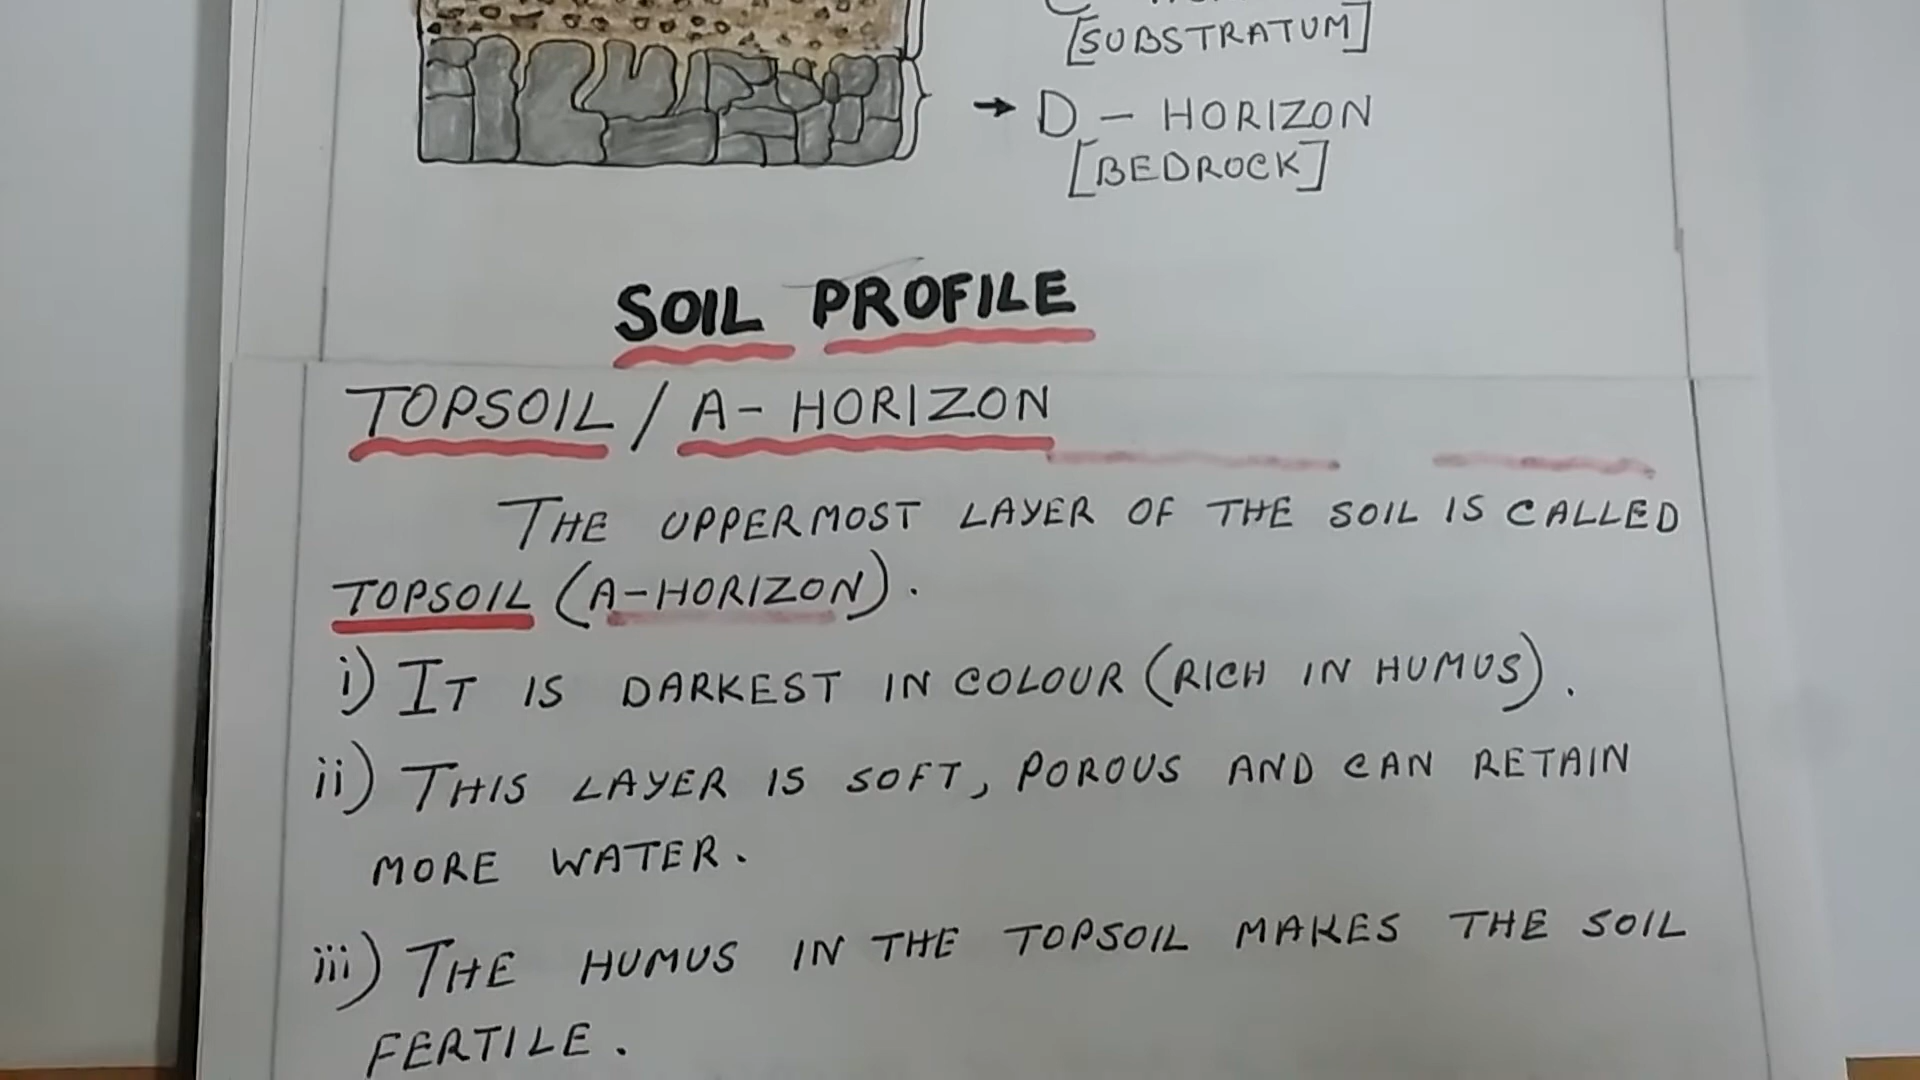 [SUBSTRATUM]
→ D - HORIZON
[BEDROCK]
SOIL PROFILE
TOPSOIL / A - HORIZON
THE UPPERMOST LAYER OF THE SOIL IS CALLED
TOPSOIL (A-HORIZON).
i) IT IS DARKEST IN COLOUR (RICH IN HUMUS).
ii) THIS LAYER IS SOFT, POROUS AND CAN RETAIN
MORE WATER.
iii) THE HUMUS IN THE TOPSOIL MAKES THE SOIL
FERTILE.